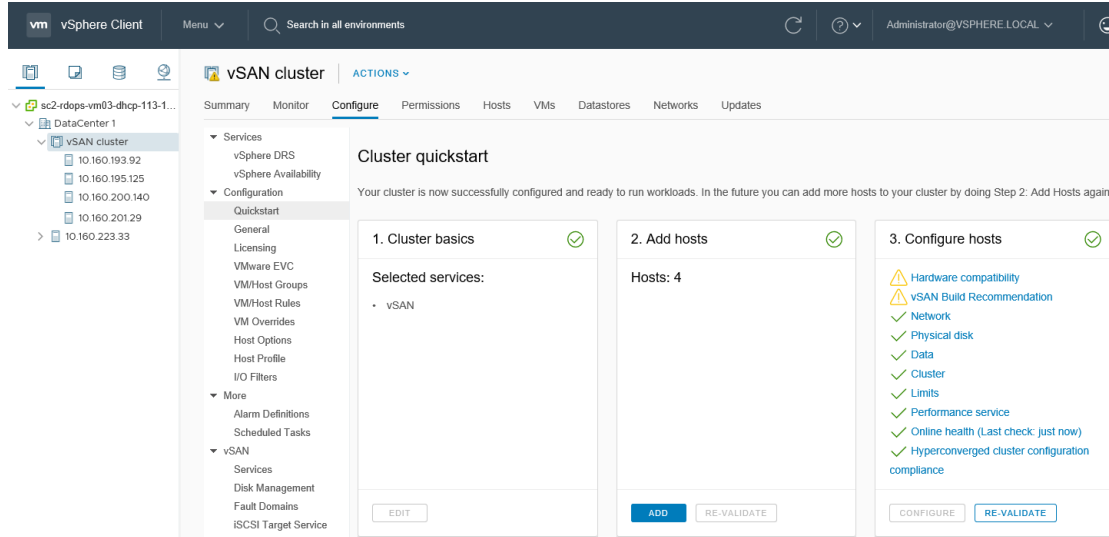 vm vSphere Client Menu Search in all environments Administrator@VSPHERE.LOCAL
vSAN cluster ACTIONS
Summary Monitor Configure Permissions Hosts VMs Datastores Networks Updates
sc2-rdops-vm03-dhcp-113-1...
DataCenter 1
vSAN cluster
10.160.193.92
10.160.195.125
10.160.200.140
10.160.201.29
10.160.223.33
Services
vSphere DRS
vSphere Availability
Configuration
Quickstart
General
Licensing
VMware EVC
VM/Host Groups
VM/Host Rules
VM Overrides
Host Options
Host Profile
I/O Filters
More
Alarm Definitions
Scheduled Tasks
vSAN
Services
Disk Management
Fault Domains
iSCSI Target Service
Cluster quickstart
Your cluster is now successfully configured and ready to run workloads. In the future you can add more hosts to your cluster by doing Step 2: Add Hosts again
1. Cluster basics
Selected services:
• vSAN
EDIT
2. Add hosts
Hosts: 4
ADD RE-VALIDATE
3. Configure hosts
Hardware compatibility
vSAN Build Recommendation
Network
Physical disk
Data
Cluster
Limits
Performance service
Online health (Last check: just now)
Hyperconverged cluster configuration
compliance
CONFIGURE RE-VALIDATE